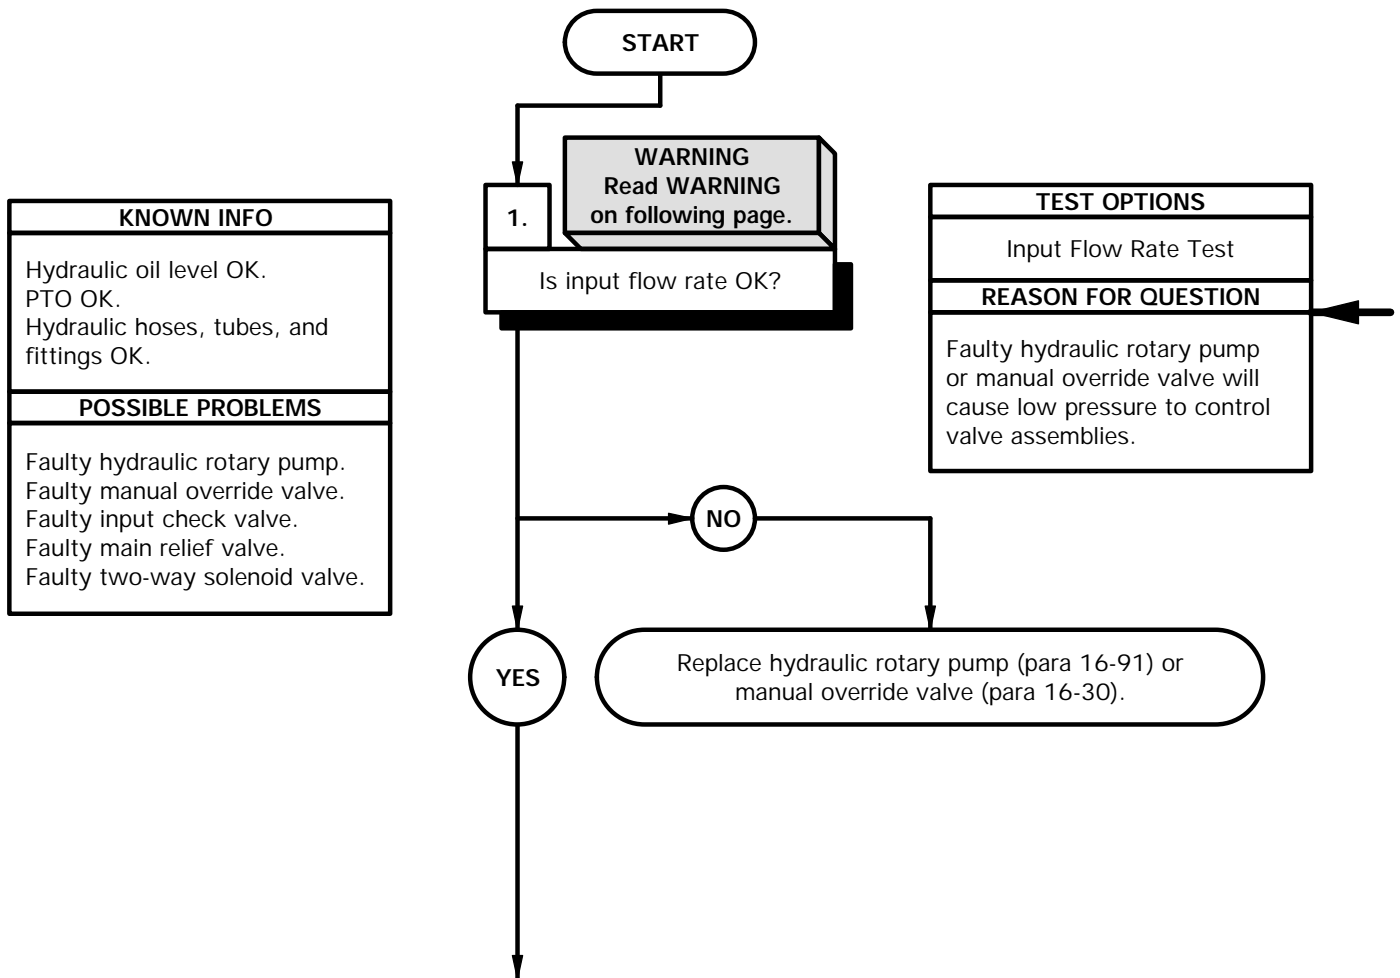 START
WARNING
Read WARNING
on following page.
1.
Is input flow rate OK?
KNOWN INFO
Hydraulic oil level OK.
PTO OK.
Hydraulic hoses, tubes, and
fittings OK.
POSSIBLE PROBLEMS
Faulty hydraulic rotary pump.
Faulty manual override valve.
Faulty input check valve.
Faulty main relief valve.
Faulty two-way solenoid valve.
TEST OPTIONS
Input Flow Rate Test
REASON FOR QUESTION
Faulty hydraulic rotary pump
or manual override valve will
cause low pressure to control
valve assemblies.
NO
YES
Replace hydraulic rotary pump (para 16-91) or
manual override valve (para 16-30).